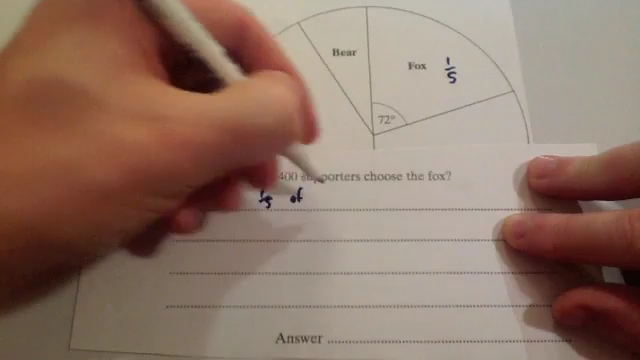 Bear
Fox 1/5
72°
400 supporters choose the fox?
1/5 of
Answer